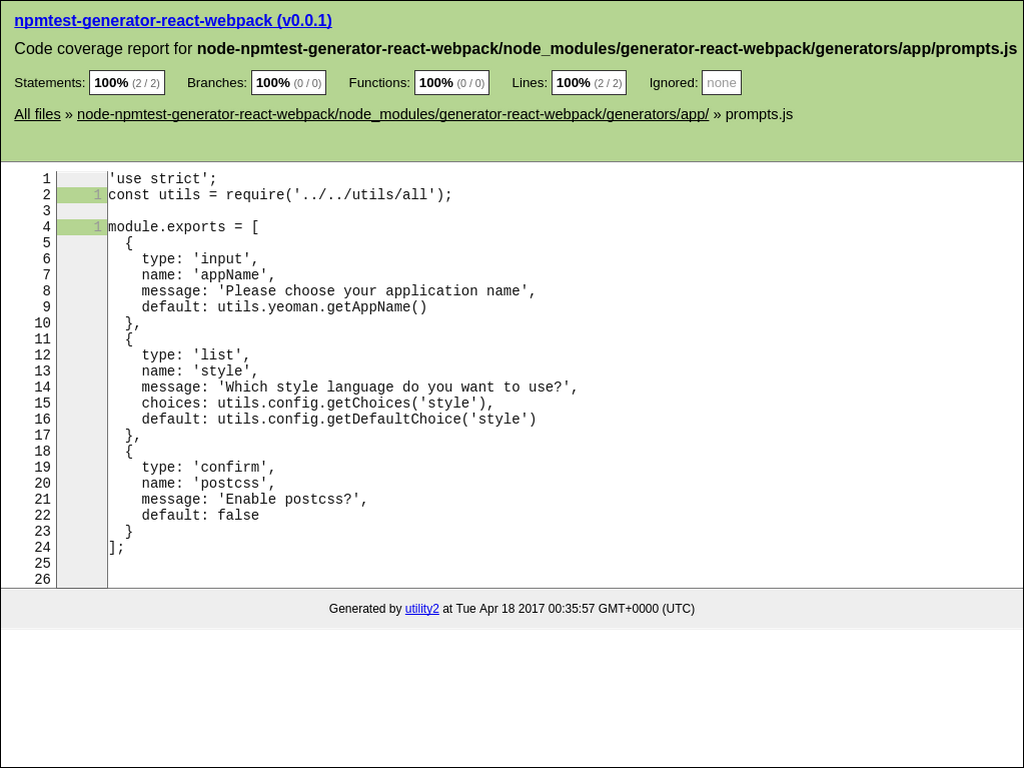 npmtest-generator-react-webpack (v0.0.1)
Code coverage report for node-npmtest-generator-react-webpack/node_modules/generator-react-webpack/generators/app/prompts.js
Statements: 100% (2 / 2) Branches: 100% (0 / 0) Functions: 100% (0 / 0) Lines: 100% (2 / 2) Ignored: none
All files » node-npmtest-generator-react-webpack/node_modules/generator-react-webpack/generators/app/ » prompts.js
1 'use strict';
2 1 const utils = require('../../utils/all');
3
4 1 module.exports = [
5 {
6 type: 'input',
7 name: 'appName',
8 message: 'Please choose your application name',
9 default: utils.yeoman.getAppName()
10 },
11 {
12 type: 'list',
13 name: 'style',
14 message: 'Which style language do you want to use?',
15 choices: utils.config.getChoices('style'),
16 default: utils.config.getDefaultChoice('style')
17 },
18 {
19 type: 'confirm',
20 name: 'postcss',
21 message: 'Enable postcss?',
22 default: false
23 }
24 ];
25
26
Generated by utility2 at Tue Apr 18 2017 00:35:57 GMT+0000 (UTC)